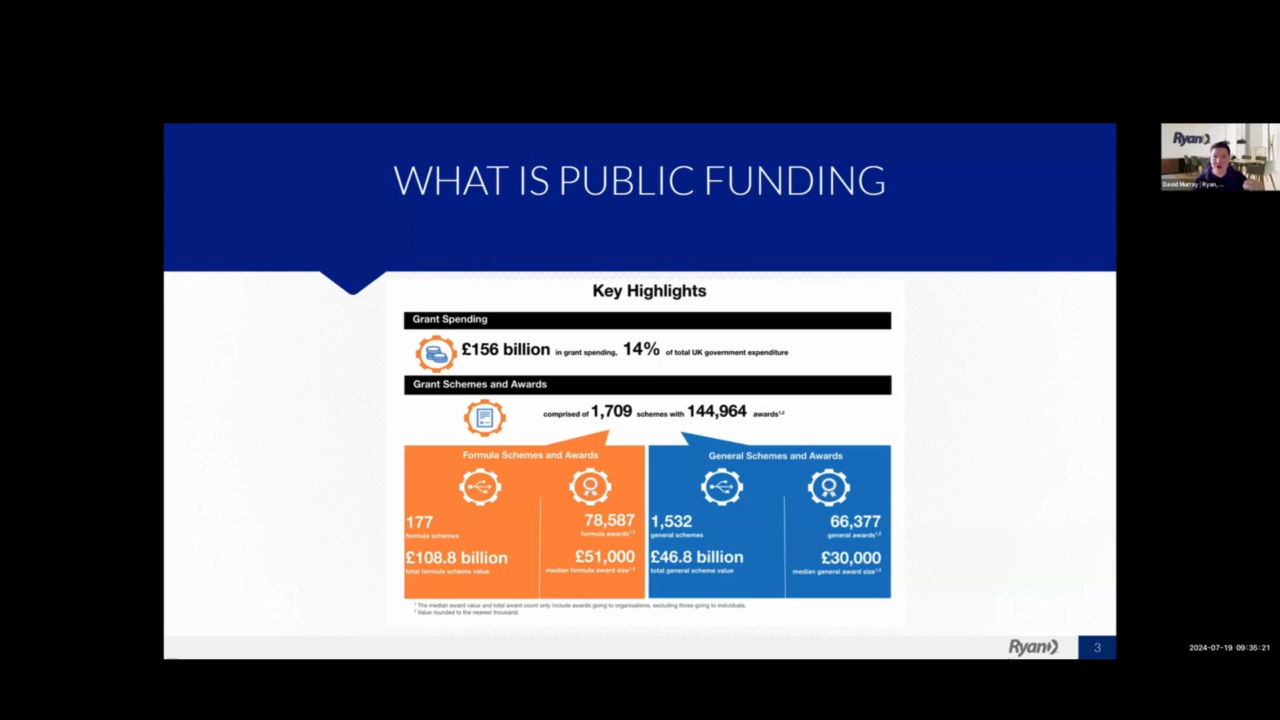 WHAT IS PUBLIC FUNDING
Ryan
David Murray | Ryan, ...
Key Highlights
Grant Spending
£156 billion in grant spending, 14% of total UK government expenditure
Grant Schemes and Awards
comprised of 1,709 schemes with 144,964 awards¹˒²
Formula Schemes and Awards
177
formula schemes
78,587
formula awards¹˒²
£108.8 billion
total formula scheme value
£51,000
median formula award size¹˒²
General Schemes and Awards
1,532
general schemes
66,377
general awards¹˒²
£46.8 billion
total general scheme value
£30,000
median general award size¹˒²
¹ The median award value and total award count only include awards going to organisations, excluding those going to individuals.
² Value rounded to the nearest thousand.
Ryan
3
2024-07-19 09:35:21